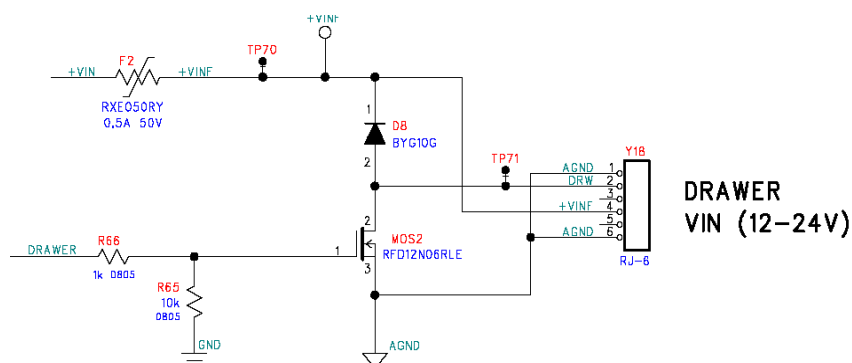 +VINF
F2
TP70
+VIN
+VINF
RXE050RY
0,5A 50V
1
D8
BYG10G
2
TP71
Y18
AGND 1
DRW 2
3
+VINF 4
5
AGND 6
RJ-6
DRAWER
VIN (12-24V)
2
MOS2
RFD12N06RLE
1
3
R66
DRAWER
1k 0805
R65
10k
0805
GND
AGND